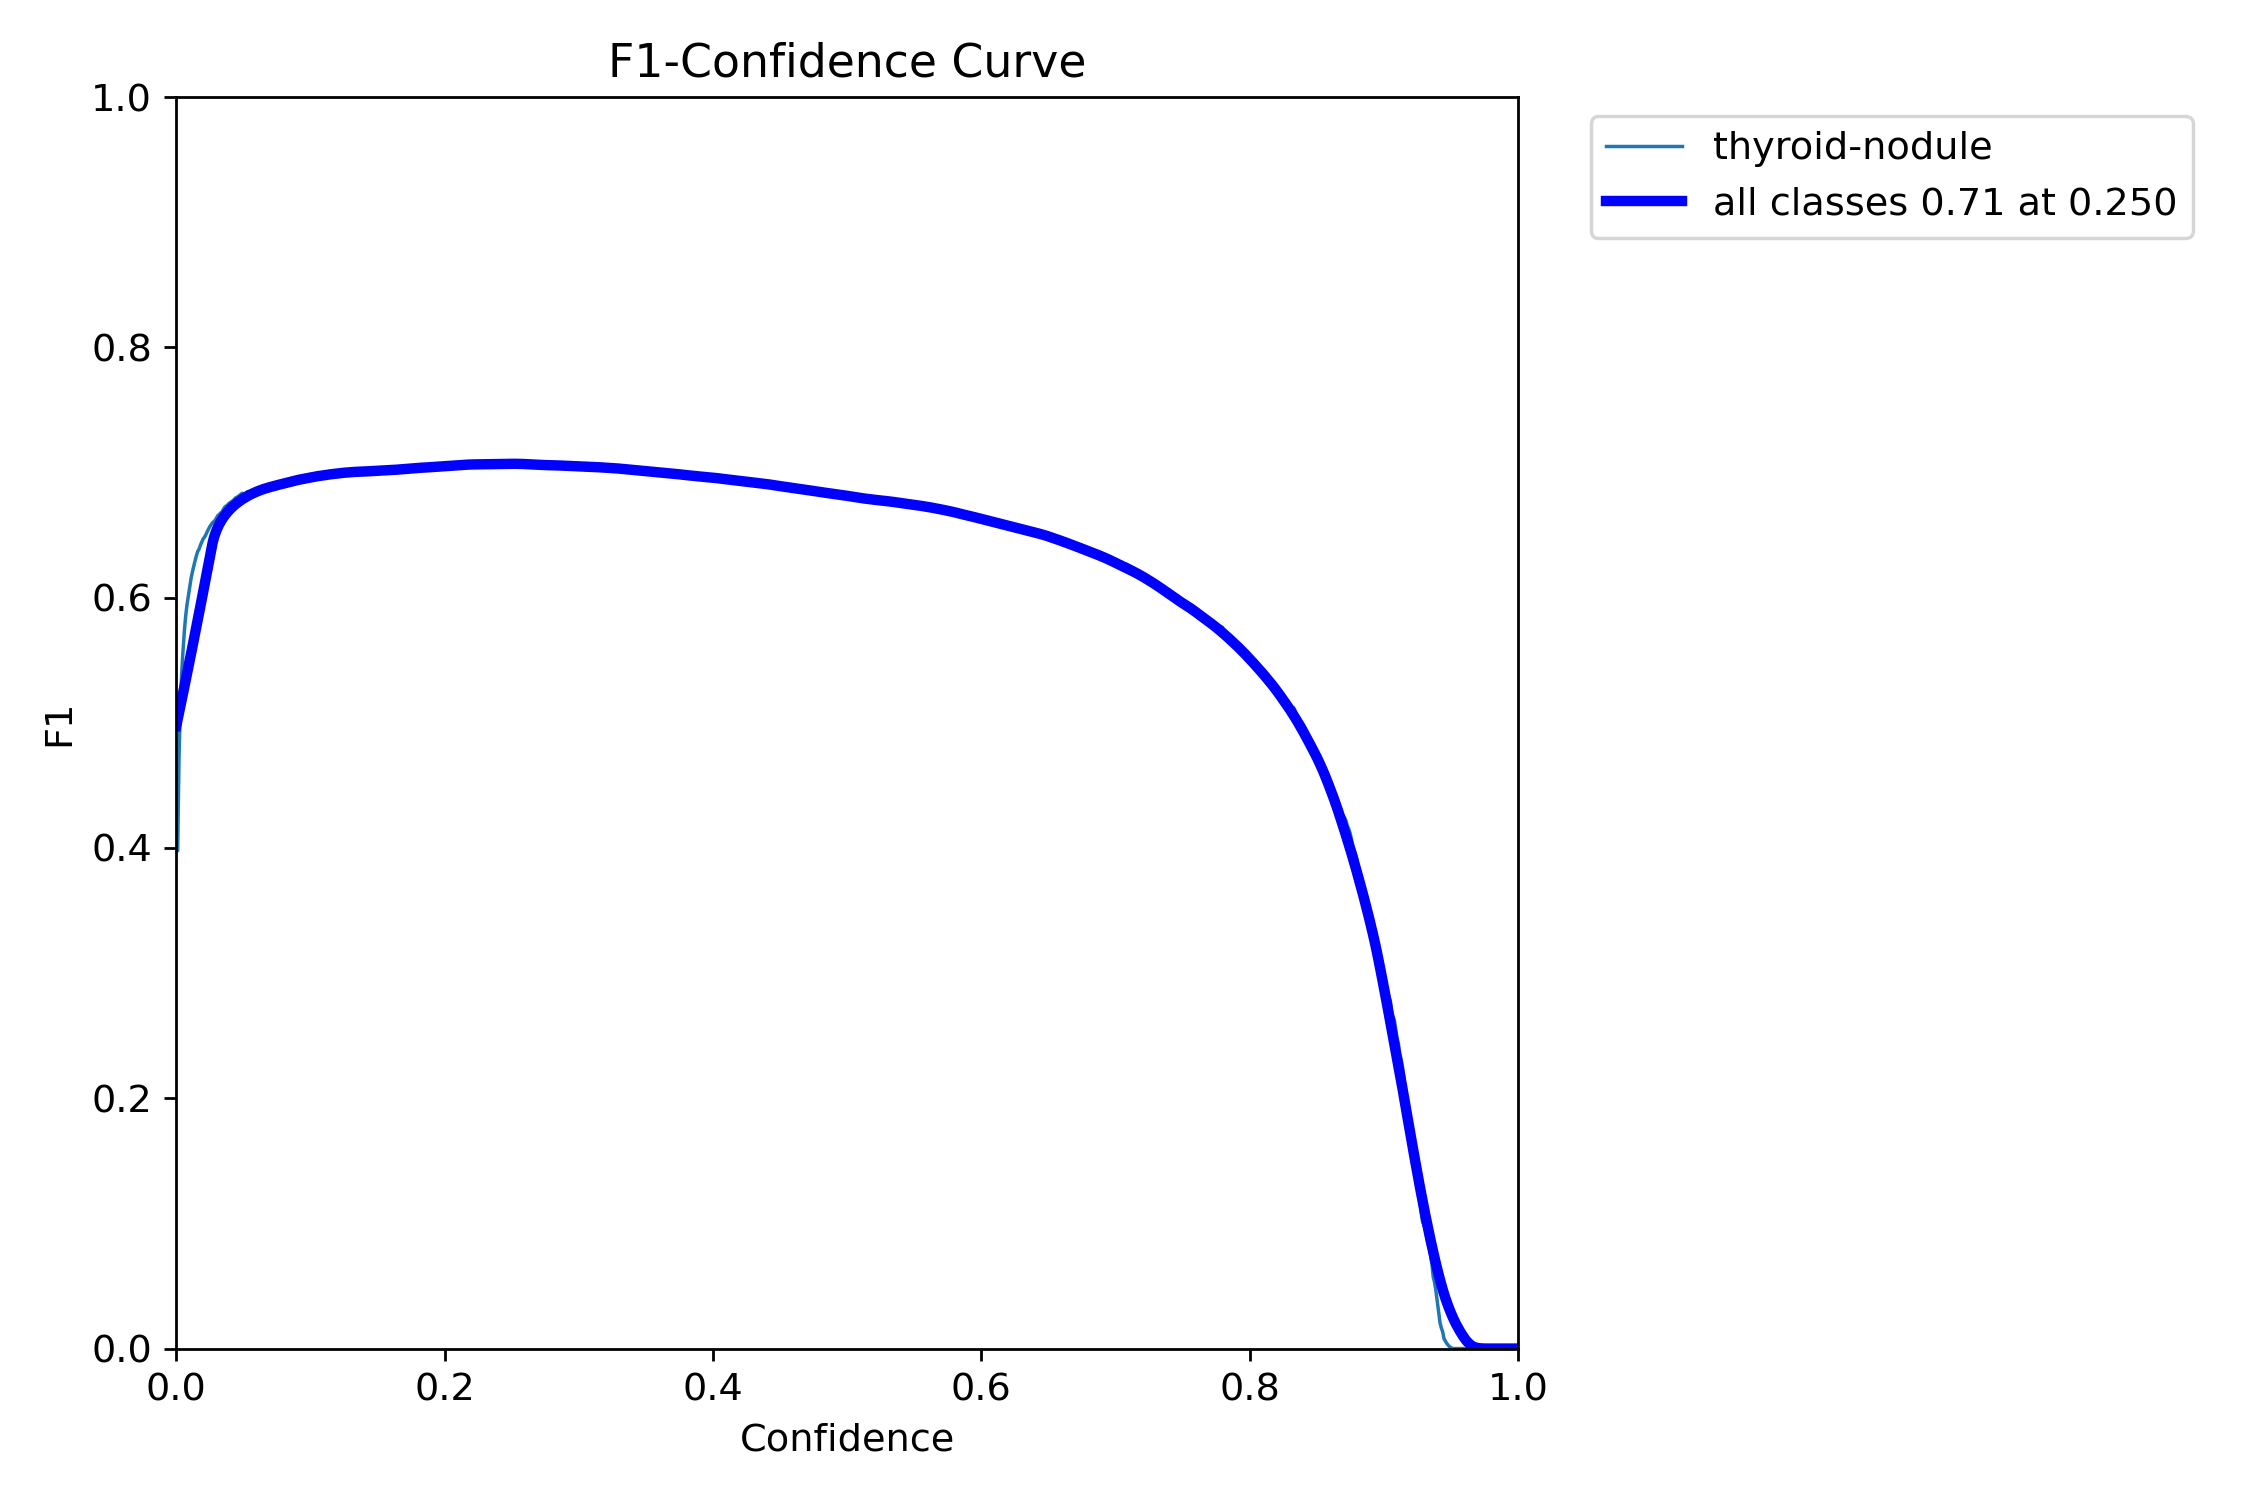 F1-Confidence Curve
1.0
0.8
0.6
0.4
0.2
0.0
F1
0.0 0.2 0.4 0.6 0.8 1.0
Confidence
thyroid-nodule
all classes 0.71 at 0.250